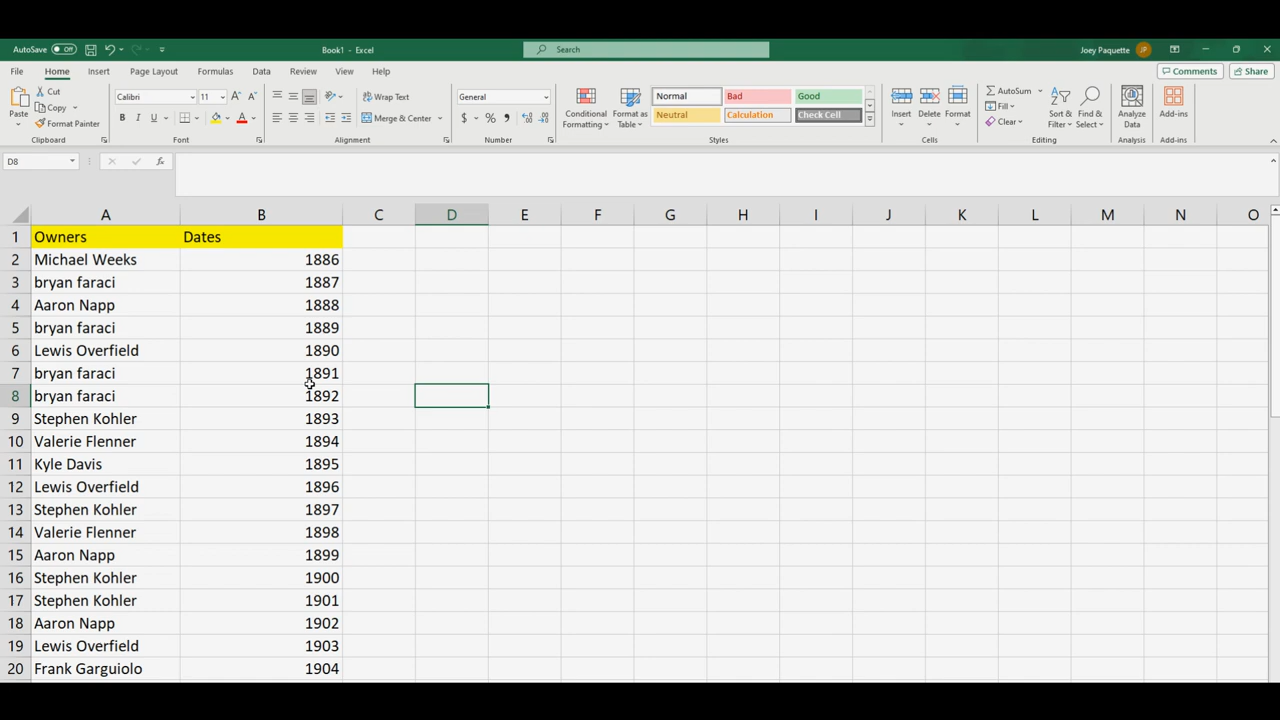 AutoSave Off Book1 - Excel Search Joey Paquette JP
File Home Insert Page Layout Formulas Data Review View Help Comments Share
Paste Cut Copy Format Painter Clipboard
Calibri 11 A A B I U A Font
Wrap Text Merge & Center Alignment
General $ % , Number
Conditional Formatting Format as Table Normal Bad Good Neutral Calculation Check Cell Styles
Insert Delete Format Cells
AutoSum Fill Clear Sort & Filter Find & Select Editing
Analyze Data Analysis
Add-ins Add-ins
D8 fx
A B C D E F G H I J K L M N O
1 Owners Dates
2 Michael Weeks 1886
3 bryan faraci 1887
4 Aaron Napp 1888
5 bryan faraci 1889
6 Lewis Overfield 1890
7 bryan faraci 1891
8 bryan faraci 1892
9 Stephen Kohler 1893
10 Valerie Flenner 1894
11 Kyle Davis 1895
12 Lewis Overfield 1896
13 Stephen Kohler 1897
14 Valerie Flenner 1898
15 Aaron Napp 1899
16 Stephen Kohler 1900
17 Stephen Kohler 1901
18 Aaron Napp 1902
19 Lewis Overfield 1903
20 Frank Garguiolo 1904